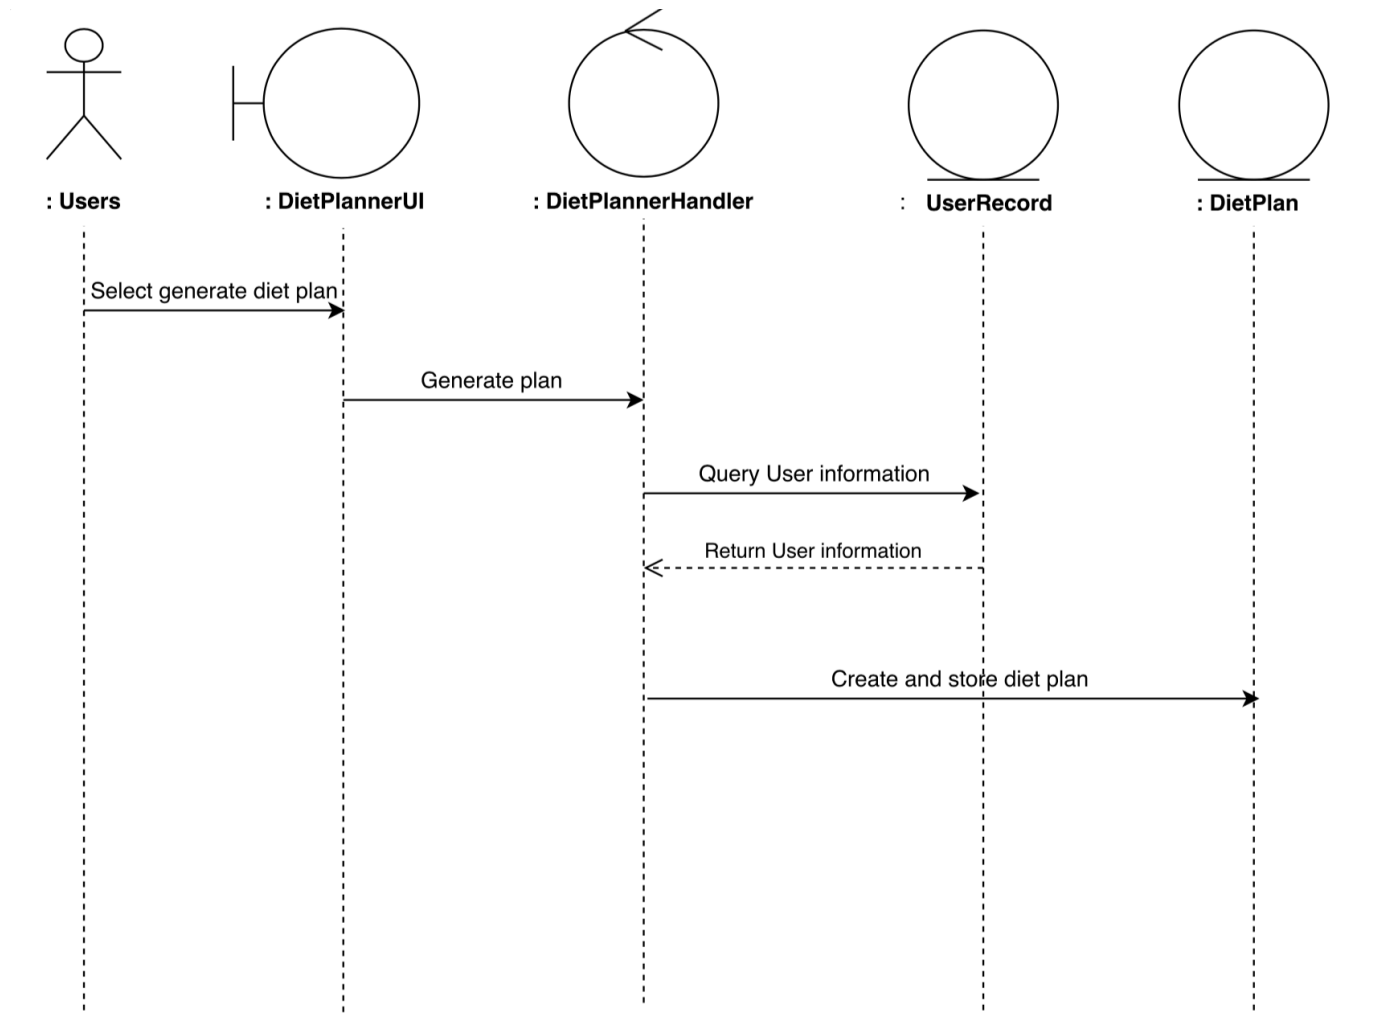 : Users
: DietPlannerUI
: DietPlannerHandler
: UserRecord
: DietPlan
Select generate diet plan
Generate plan
Query User information
Return User information
Create and store diet plan